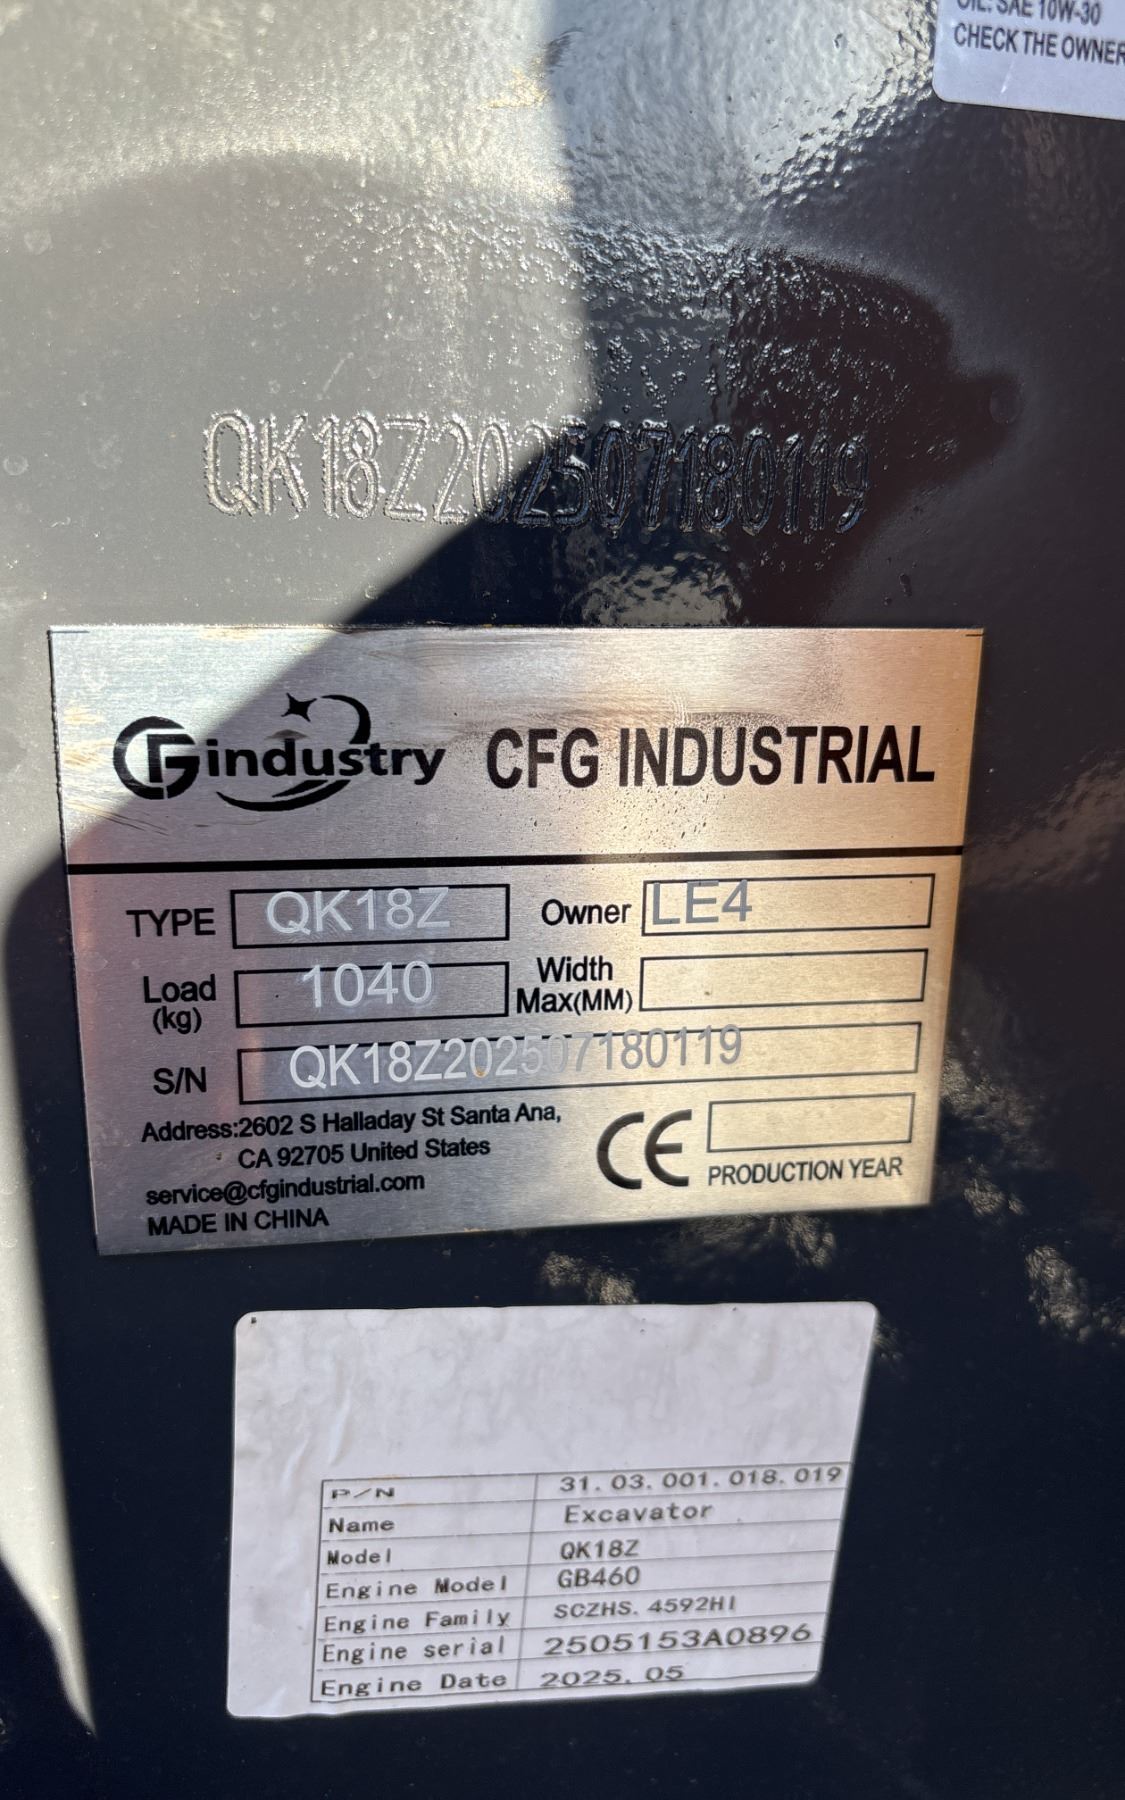 OIL: SAE 10W-30
CHECK THE OWNER
QK18Z202507180119
CFG industry CFG INDUSTRIAL
TYPE QK18Z Owner LE4
Load (kg) 1040 Width Max(MM)
S/N QK18Z202507180119
Address:2602 S Halladay St Santa Ana,
CA 92705 United States
service@cfgindustrial.com
MADE IN CHINA
CE PRODUCTION YEAR
P/N 31.03.001.018.019
Name Excavator
Model QK18Z
Engine Model GB460
Engine Family SCZHS.4592HI
Engine serial 2505153A0896
Engine Date 2025.05